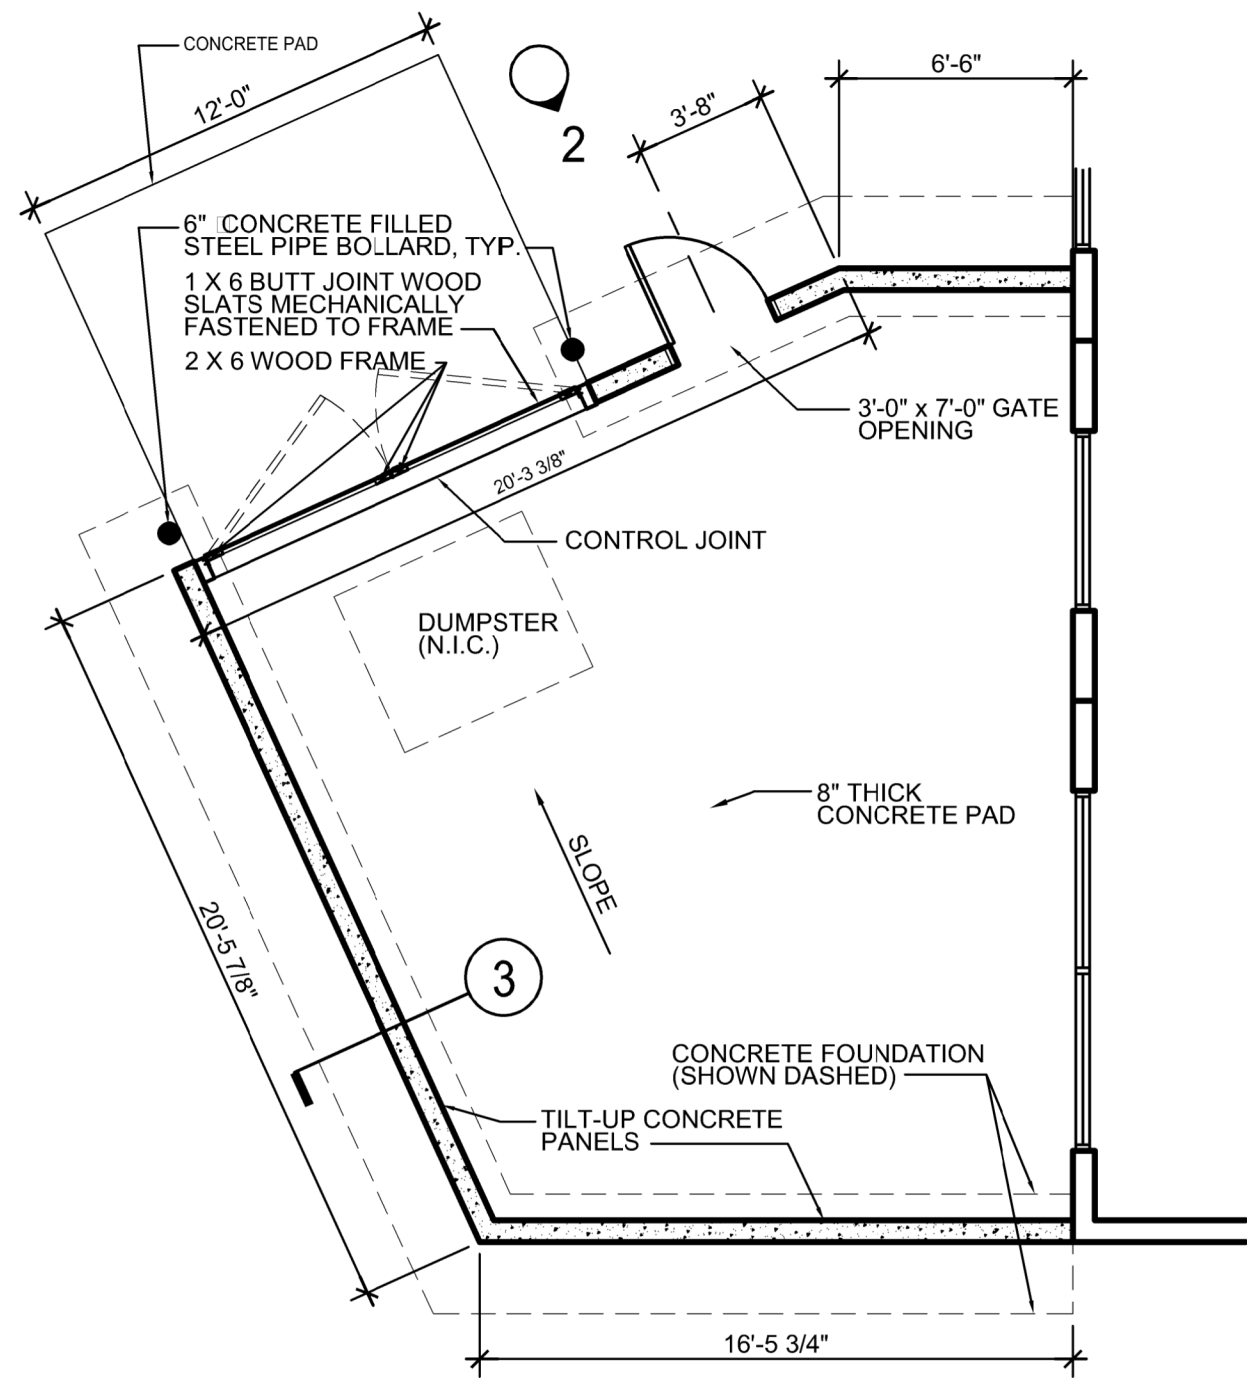 CONCRETE PAD
12'-0"
2
3'-8"
6'-6"
6" CONCRETE FILLED
STEEL PIPE BOLLARD, TYP.
1 X 6 BUTT JOINT WOOD
SLATS MECHANICALLY
FASTENED TO FRAME
2 X 6 WOOD FRAME
3'-0" x 7'-0" GATE
OPENING
20'-3 3/8"
CONTROL JOINT
DUMPSTER
(N.I.C.)
8" THICK
CONCRETE PAD
SLOPE
20'-5 7/8"
3
CONCRETE FOUNDATION
(SHOWN DASHED)
TILT-UP CONCRETE
PANELS
16'-5 3/4"